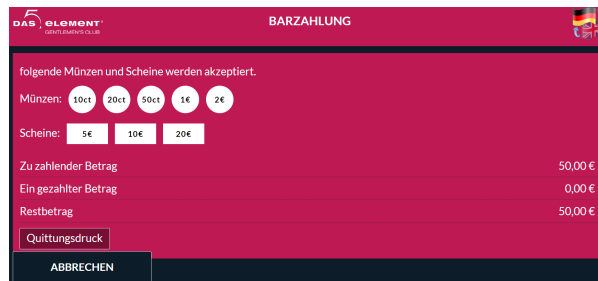 DAS 5. ELEMENT
GENTLEMEN'S CLUB
BARZAHLUNG
folgende Münzen und Scheine werden akzeptiert.
Münzen: 10ct 20ct 50ct 1€ 2€
Scheine: 5€ 10€ 20€
Zu zahlender Betrag 50,00 €
Ein gezahlter Betrag 0,00 €
Restbetrag 50,00 €
Quittungsdruck
ABBRECHEN